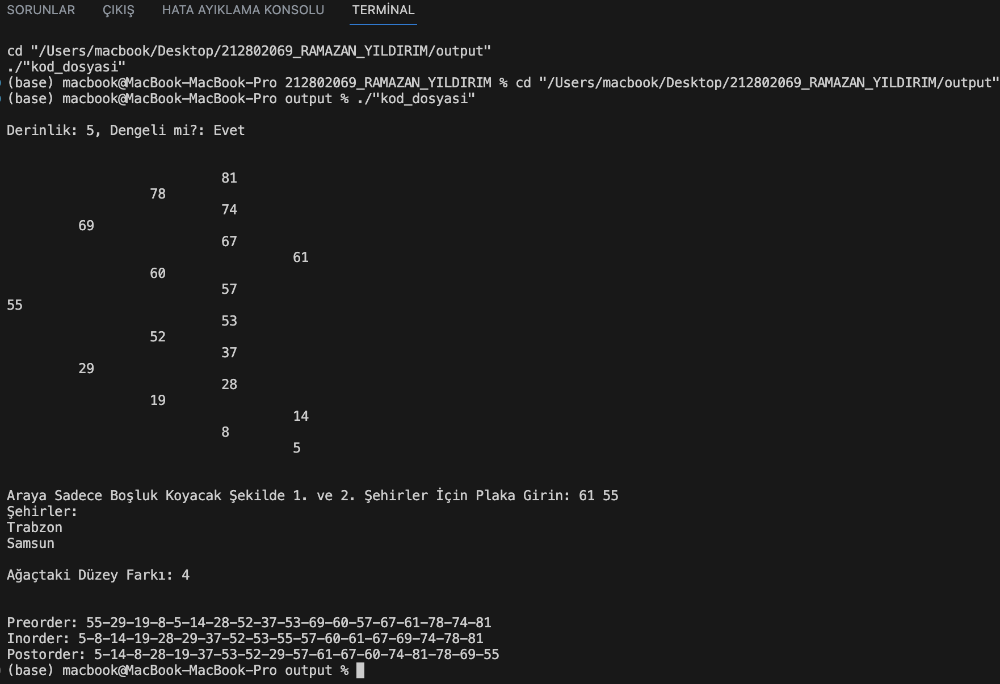 SORUNLAR ÇIKIŞ HATA AYIKLAMA KONSOLU TERMİNAL
cd "/Users/macbook/Desktop/212802069_RAMAZAN_YILDIRIM/output"
./"kod_dosyasi"
(base) macbook@MacBook-MacBook-Pro 212802069_RAMAZAN_YILDIRIM % cd "/Users/macbook/Desktop/212802069_RAMAZAN_YILDIRIM/output"
(base) macbook@MacBook-MacBook-Pro output % ./"kod_dosyasi"
Derinlik: 5, Dengeli mi?: Evet
81
78
74
69
67
61
60
57
55
53
52
37
29
28
19
14
8
5
Araya Sadece Boşluk Koyacak Şekilde 1. ve 2. Şehirler İçin Plaka Girin: 61 55
Şehirler:
Trabzon
Samsun
Ağaçtaki Düzey Farkı: 4
Preorder: 55-29-19-8-5-14-28-52-37-53-69-60-57-67-61-78-74-81
Inorder: 5-8-14-19-28-29-37-52-53-55-57-60-61-67-69-74-78-81
Postorder: 5-14-8-28-19-37-53-52-29-57-61-67-60-74-81-78-69-55
(base) macbook@MacBook-MacBook-Pro output %